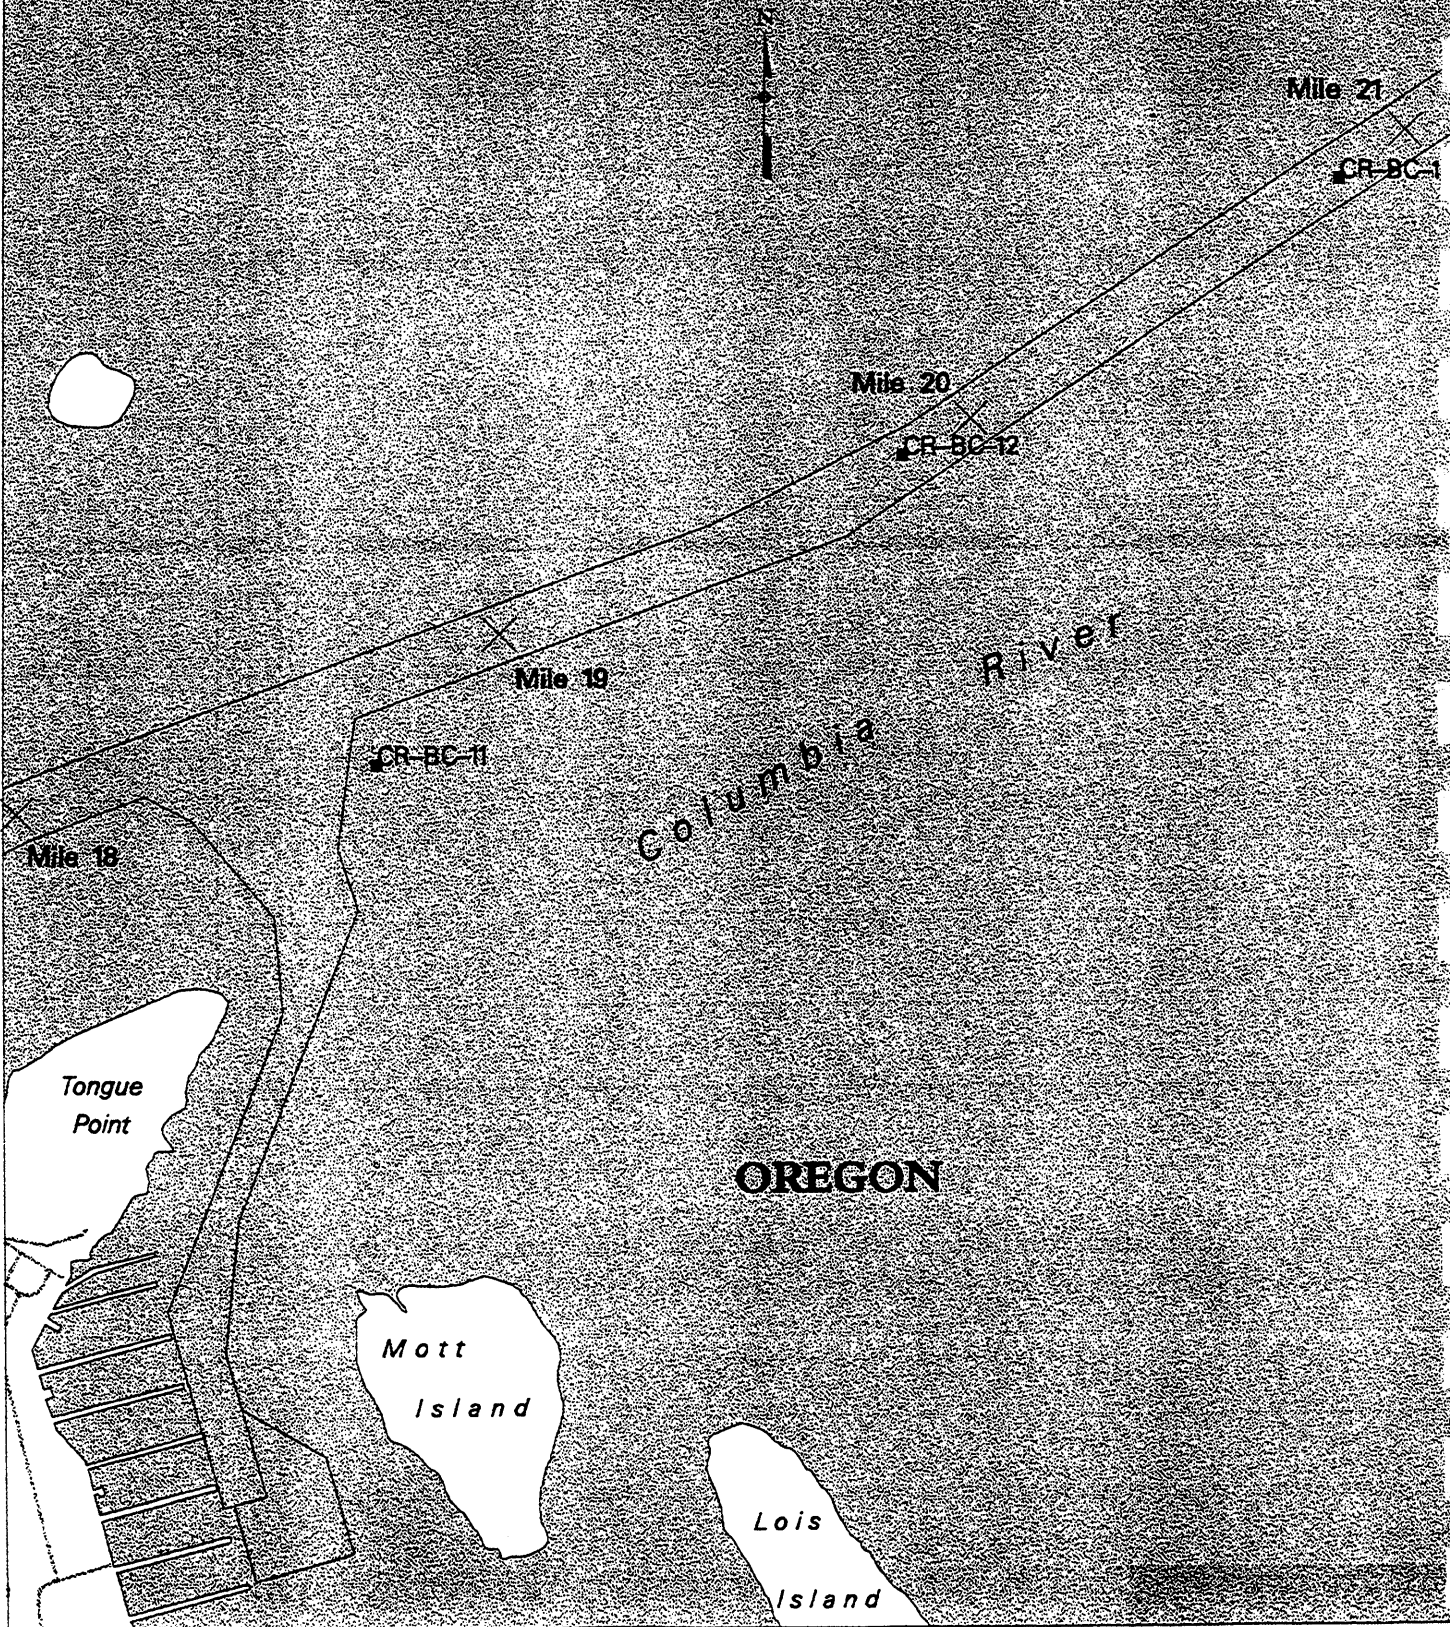 N
Mile 21
CR-BC-1
Mile 20
CR-BC-12
River
Mile 19
Columbia
CR-BC-11
Mile 18
Tongue
Point
OREGON
Mott
Island
Lois
Island